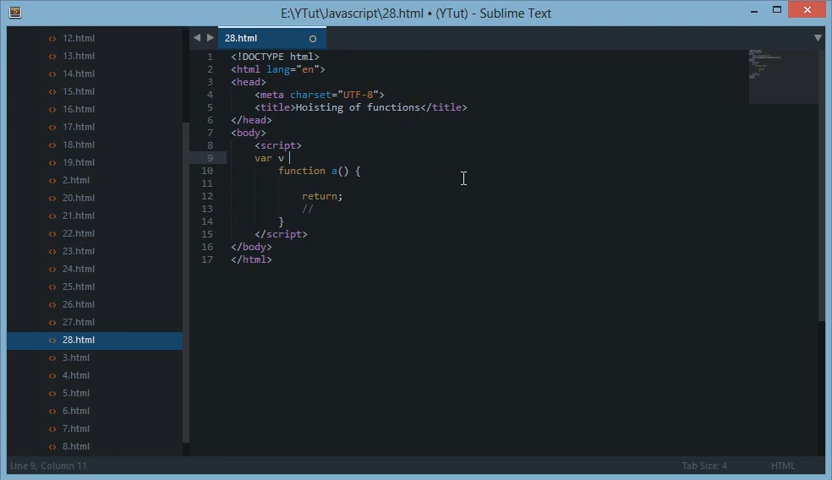 E:\YTut\Javascript\28.html • (YTut) - Sublime Text
28.html
12.html
13.html
14.html
15.html
16.html
17.html
18.html
19.html
2.html
20.html
21.html
22.html
23.html
24.html
25.html
26.html
27.html
28.html
3.html
4.html
5.html
6.html
7.html
8.html
1 <!DOCTYPE html>
2 <html lang="en">
3 <head>
4 <meta charset="UTF-8">
5 <title>Hoisting of functions</title>
6 </head>
7 <body>
8 <script>
9 var v
10 function a() {
11
12 return;
13 //
14 }
15 </script>
16 </body>
17 </html>
Line 9, Column 11
Tab Size: 4
HTML